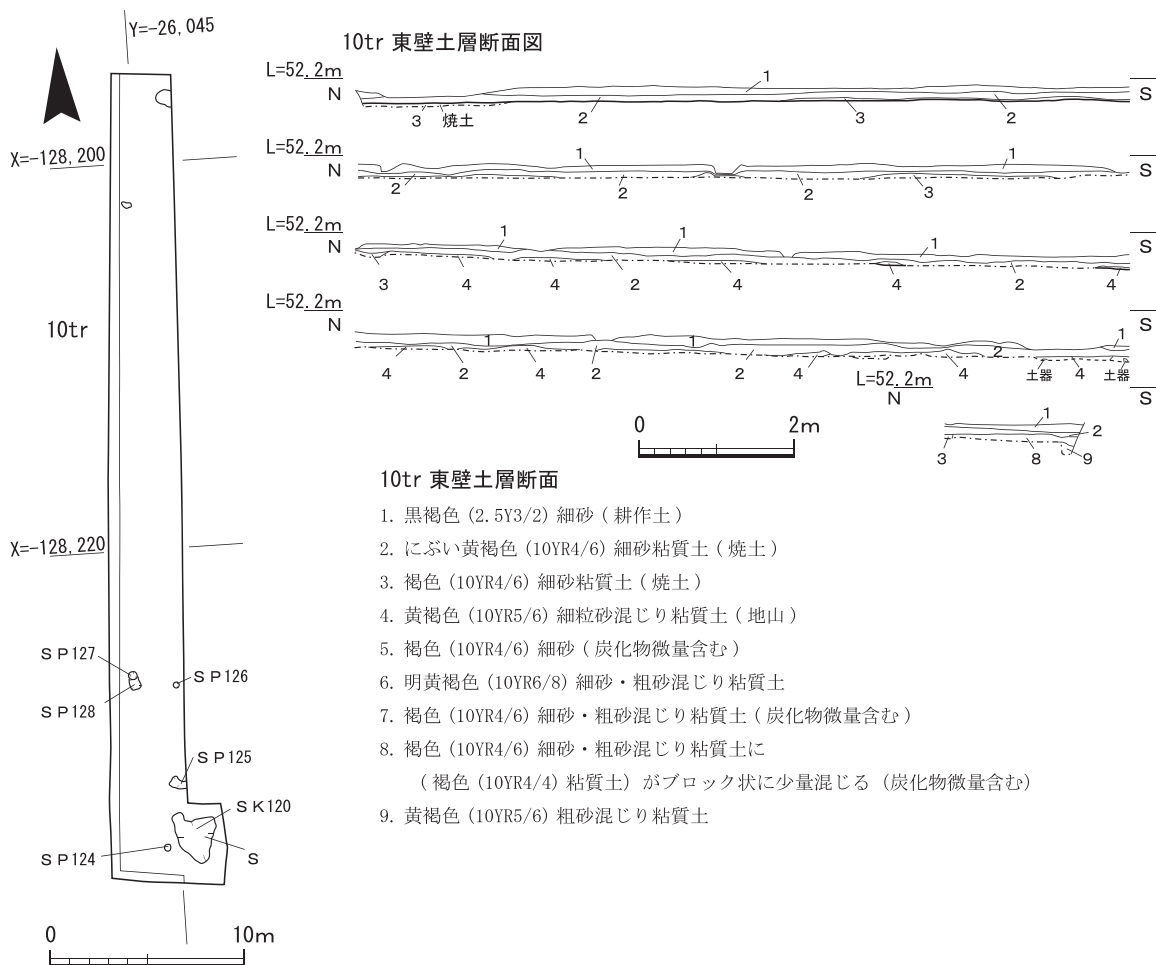 Y=-26,045
X=-128,200
10tr
X=-128,220
SP127
SP126
SP128
SP125
SK120
SP124
S
0 10m
10tr 東壁土層断面図
L=52.2m
N
1
S
3 焼土 2 3 2
L=52.2m
N
1 1 1
S
2 2 2 3
L=52.2m
N
1 1 1
S
3 4 4 2 4 4 2 4
L=52.2m
N
1 1 2 1
S
4 2 4 2 2 4 4 土器 4 土器
L=52.2m
N
S
1
2
3 8 9
0 2m
10tr 東壁土層断面
1. 黒褐色 (2.5Y3/2) 細砂 ( 耕作土 )
2. にぶい黄褐色 (10YR4/6) 細砂粘質土 ( 焼土 )
3. 褐色 (10YR4/6) 細砂粘質土 ( 焼土 )
4. 黄褐色 (10YR5/6) 細粒砂混じり粘質土 ( 地山 )
5. 褐色 (10YR4/6) 細砂 ( 炭化物微量含む )
6. 明黄褐色 (10YR6/8) 細砂・粗砂混じり粘質土
7. 褐色 (10YR4/6) 細砂・粗砂混じり粘質土 ( 炭化物微量含む )
8. 褐色 (10YR4/6) 細砂・粗砂混じり粘質土に
( 褐色 (10YR4/4) 粘質土) がブロック状に少量混じる (炭化物微量含む)
9. 黄褐色 (10YR5/6) 粗砂混じり粘質土